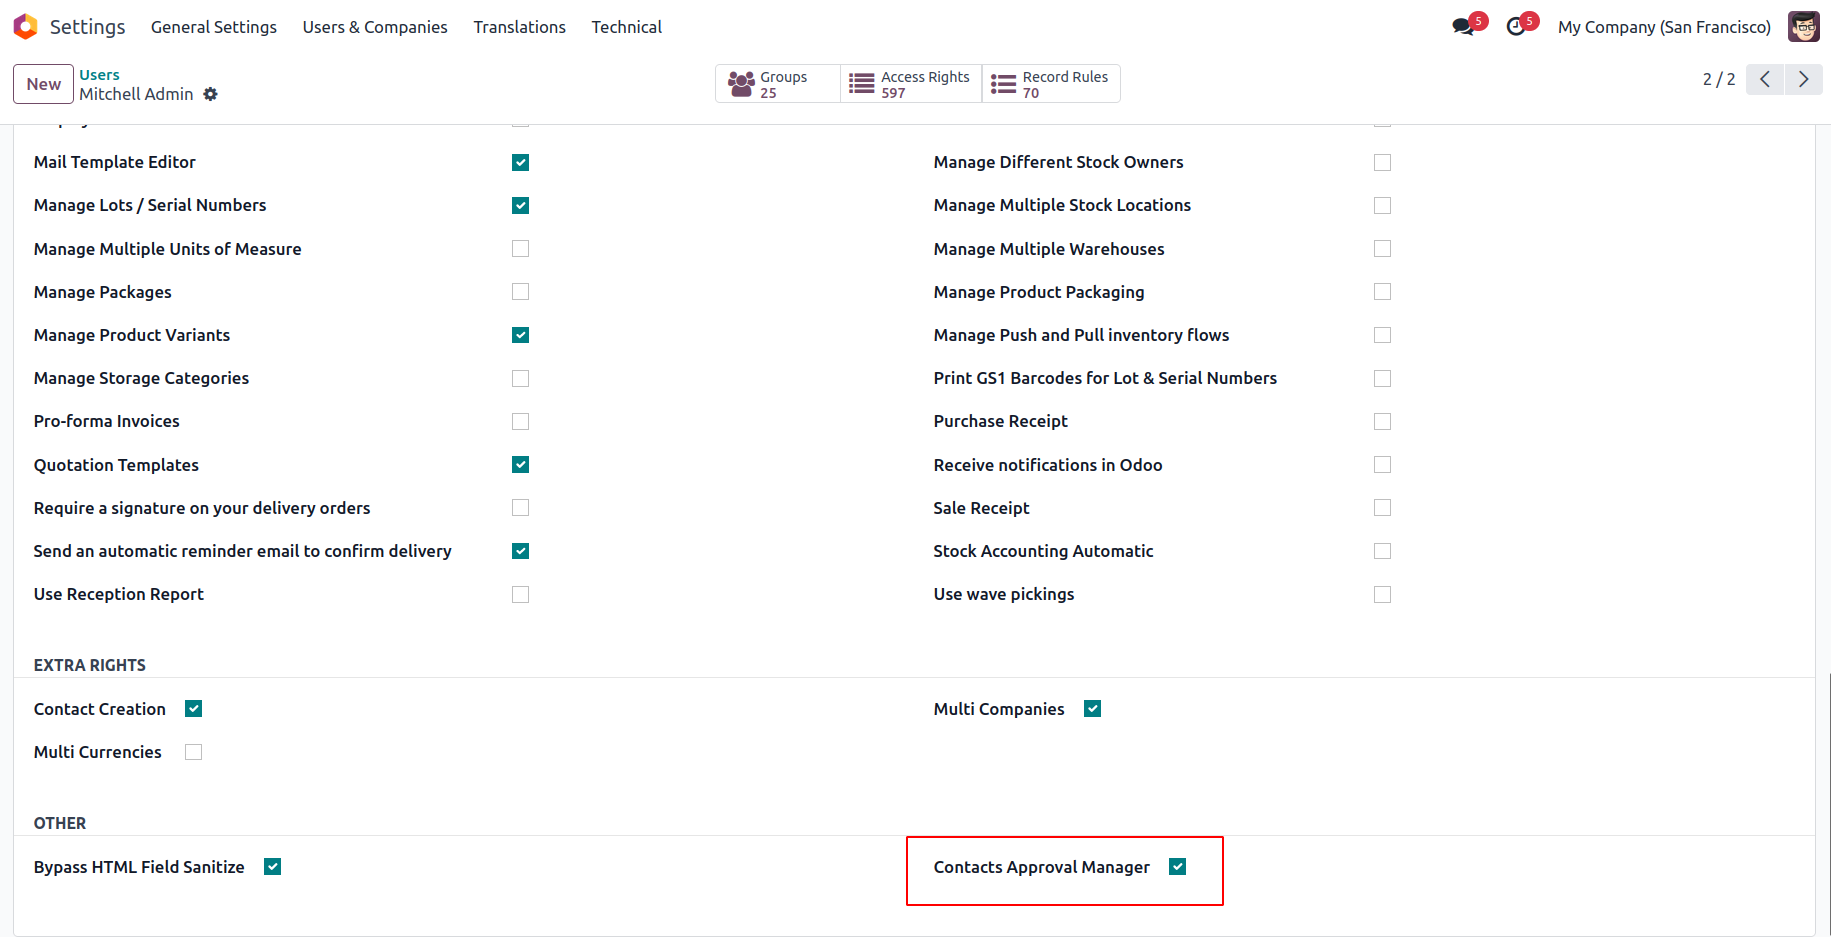 Settings General Settings Users & Companies Translations Technical 5 5 My Company (San Francisco)
New Users Groups Access Rights Record Rules 2 / 2
Mitchell Admin 25 597 70
Mail Template Editor Manage Different Stock Owners
Manage Lots / Serial Numbers Manage Multiple Stock Locations
Manage Multiple Units of Measure Manage Multiple Warehouses
Manage Packages Manage Product Packaging
Manage Product Variants Manage Push and Pull inventory flows
Manage Storage Categories Print GS1 Barcodes for Lot & Serial Numbers
Pro-forma Invoices Purchase Receipt
Quotation Templates Receive notifications in Odoo
Require a signature on your delivery orders Sale Receipt
Send an automatic reminder email to confirm delivery Stock Accounting Automatic
Use Reception Report Use wave pickings
EXTRA RIGHTS
Contact Creation Multi Companies
Multi Currencies
OTHER
Bypass HTML Field Sanitize Contacts Approval Manager